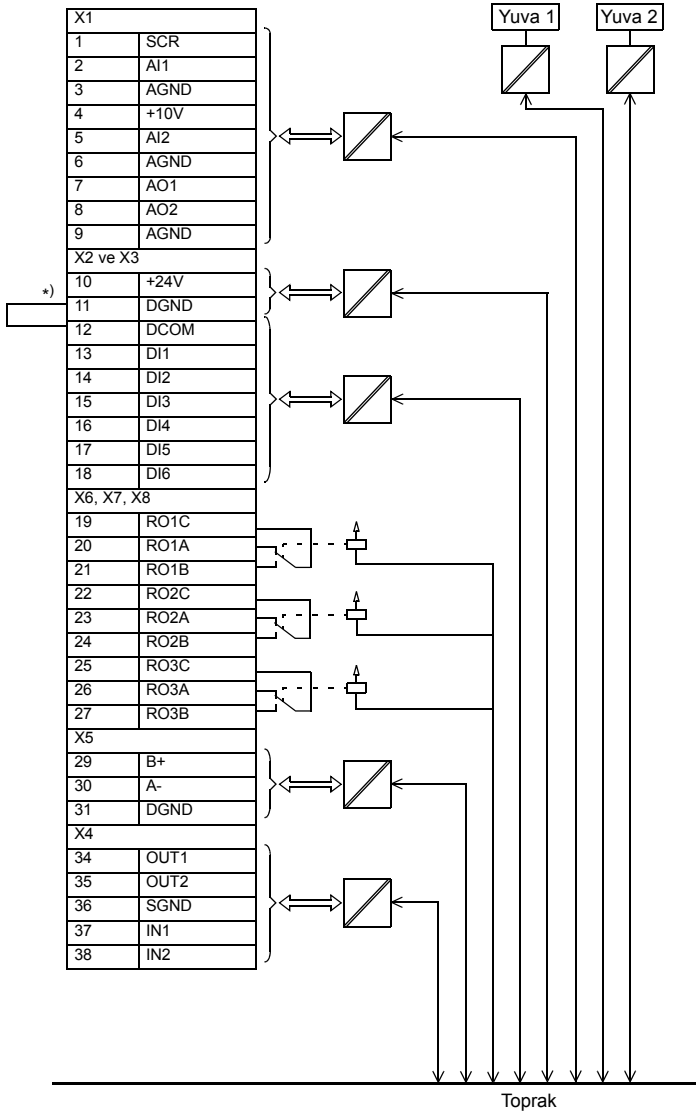 Yuva 1 Yuva 2
X1
1 SCR
2 AI1
3 AGND
4 +10V
5 AI2
6 AGND
7 AO1
8 AO2
9 AGND
X2 ve X3
10 +24V
*)
11 DGND
12 DCOM
13 DI1
14 DI2
15 DI3
16 DI4
17 DI5
18 DI6
X6, X7, X8
19 RO1C
20 RO1A
21 RO1B
22 RO2C
23 RO2A
24 RO2B
25 RO3C
26 RO3A
27 RO3B
X5
29 B+
30 A-
31 DGND
X4
34 OUT1
35 OUT2
36 SGND
37 IN1
38 IN2
Toprak